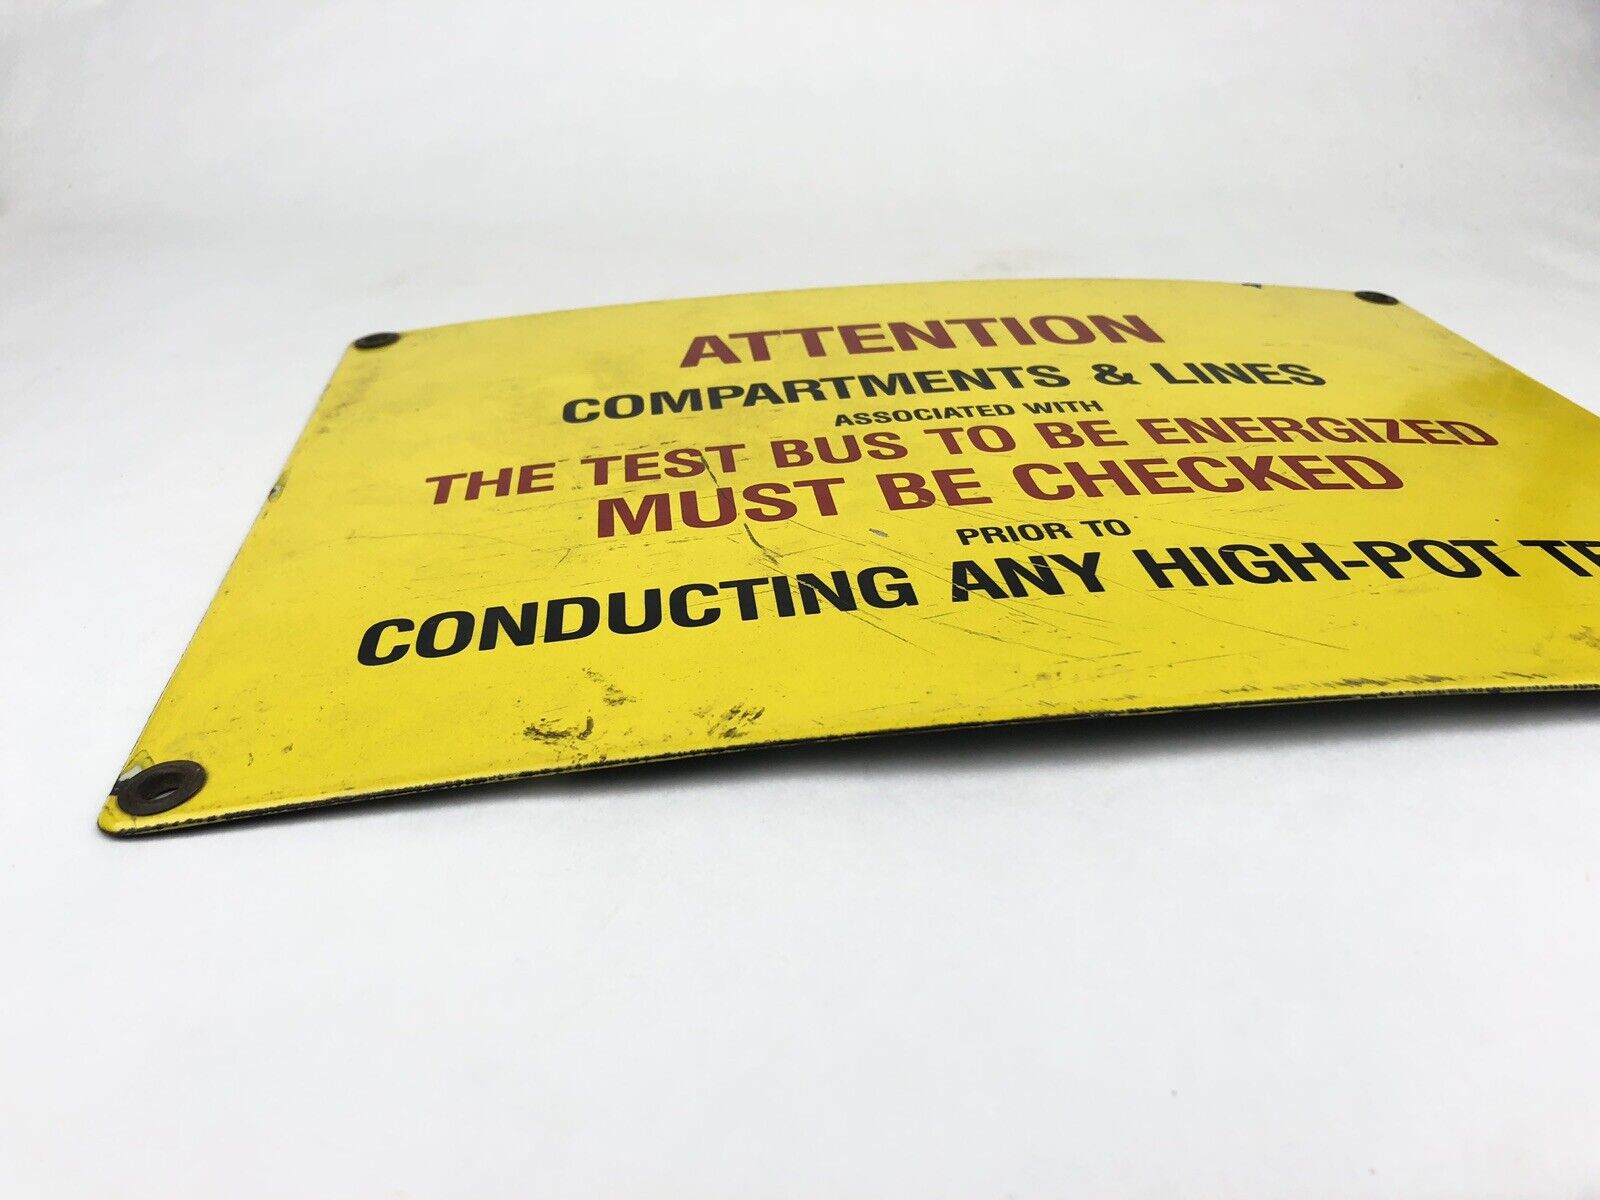 ATTENTION
COMPARTMENTS & LINES
ASSOCIATED WITH
THE TEST BUS TO BE ENERGIZED
MUST BE CHECKED
PRIOR TO
CONDUCTING ANY HIGH-POT